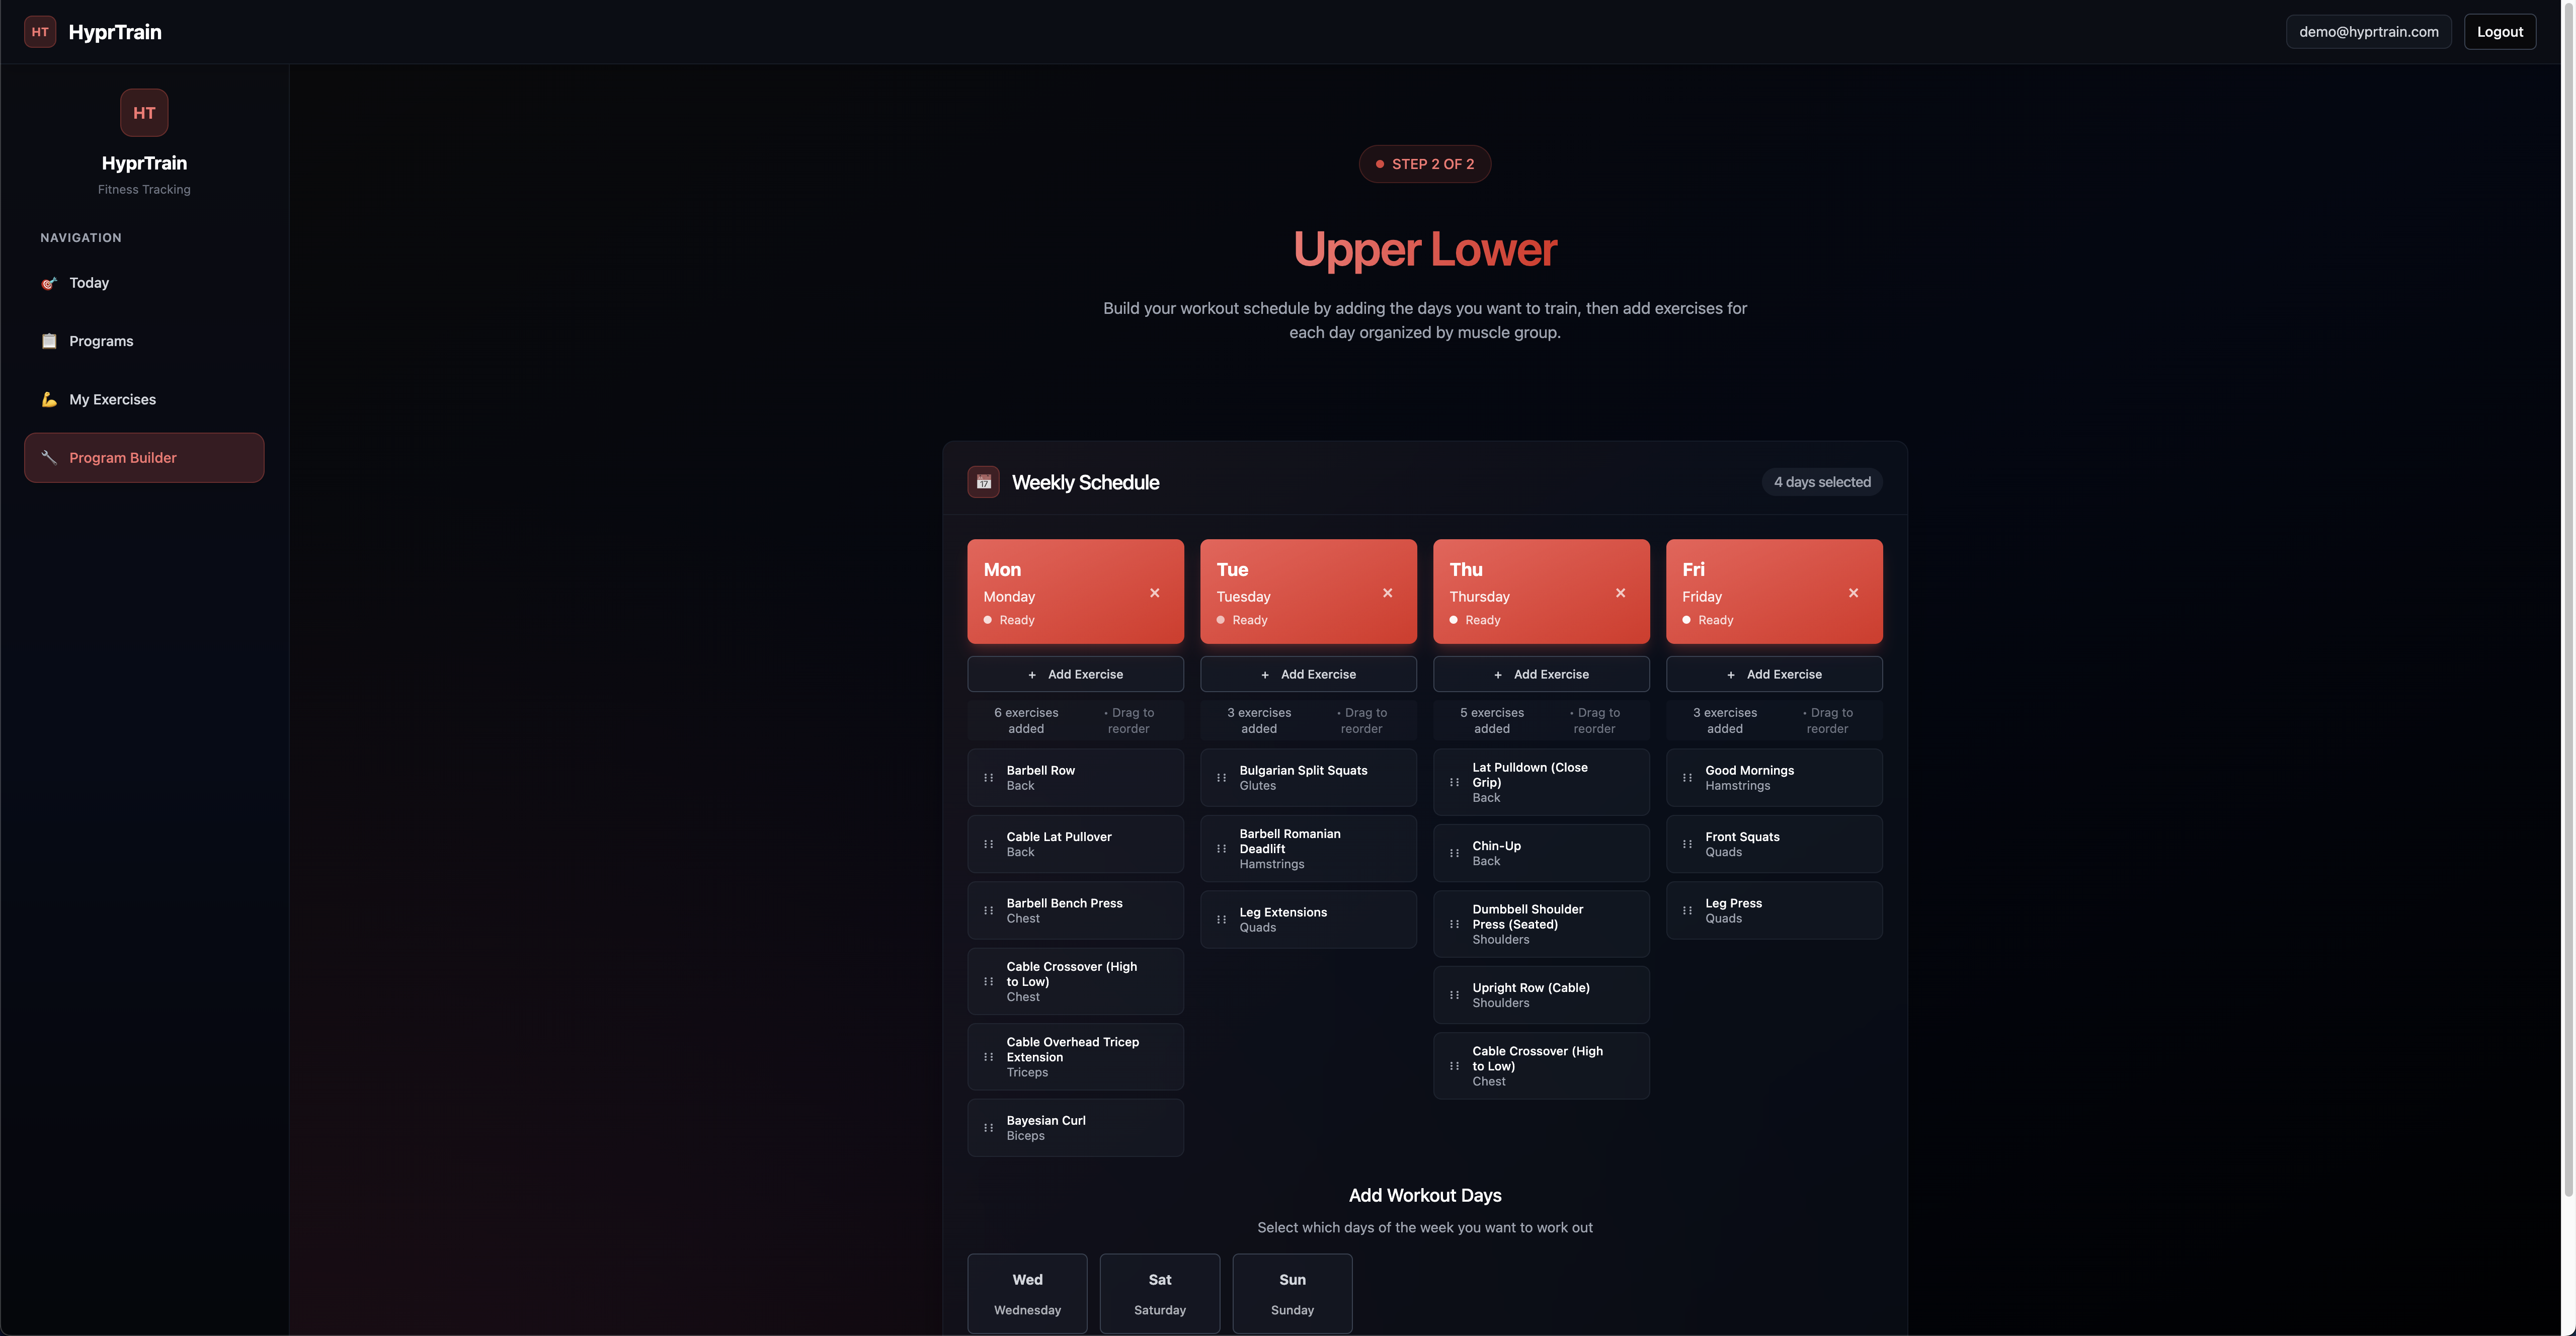 HT
HyprTrain
demo@hyprtrain.com
Logout
HT
HyprTrain
Fitness Tracking
NAVIGATION
Today
Programs
My Exercises
Program Builder
STEP 2 OF 2
Upper Lower
Build your workout schedule by adding the days you want to train, then add exercises for
each day organized by muscle group.
17
Weekly Schedule
4 days selected
Mon
Monday
Ready
+ Add Exercise
6 exercises
added
• Drag to
reorder
Barbell Row
Back
Cable Lat Pullover
Back
Barbell Bench Press
Chest
Cable Crossover (High
to Low)
Chest
Cable Overhead Tricep
Extension
Triceps
Bayesian Curl
Biceps
Tue
Tuesday
Ready
+ Add Exercise
3 exercises
added
• Drag to
reorder
Bulgarian Split Squats
Glutes
Barbell Romanian
Deadlift
Hamstrings
Leg Extensions
Quads
Thu
Thursday
Ready
+ Add Exercise
5 exercises
added
• Drag to
reorder
Lat Pulldown (Close
Grip)
Back
Chin-Up
Back
Dumbbell Shoulder
Press (Seated)
Shoulders
Upright Row (Cable)
Shoulders
Cable Crossover (High
to Low)
Chest
Fri
Friday
Ready
+ Add Exercise
3 exercises
added
• Drag to
reorder
Good Mornings
Hamstrings
Front Squats
Quads
Leg Press
Quads
Add Workout Days
Select which days of the week you want to work out
Wed
Wednesday
Sat
Saturday
Sun
Sunday